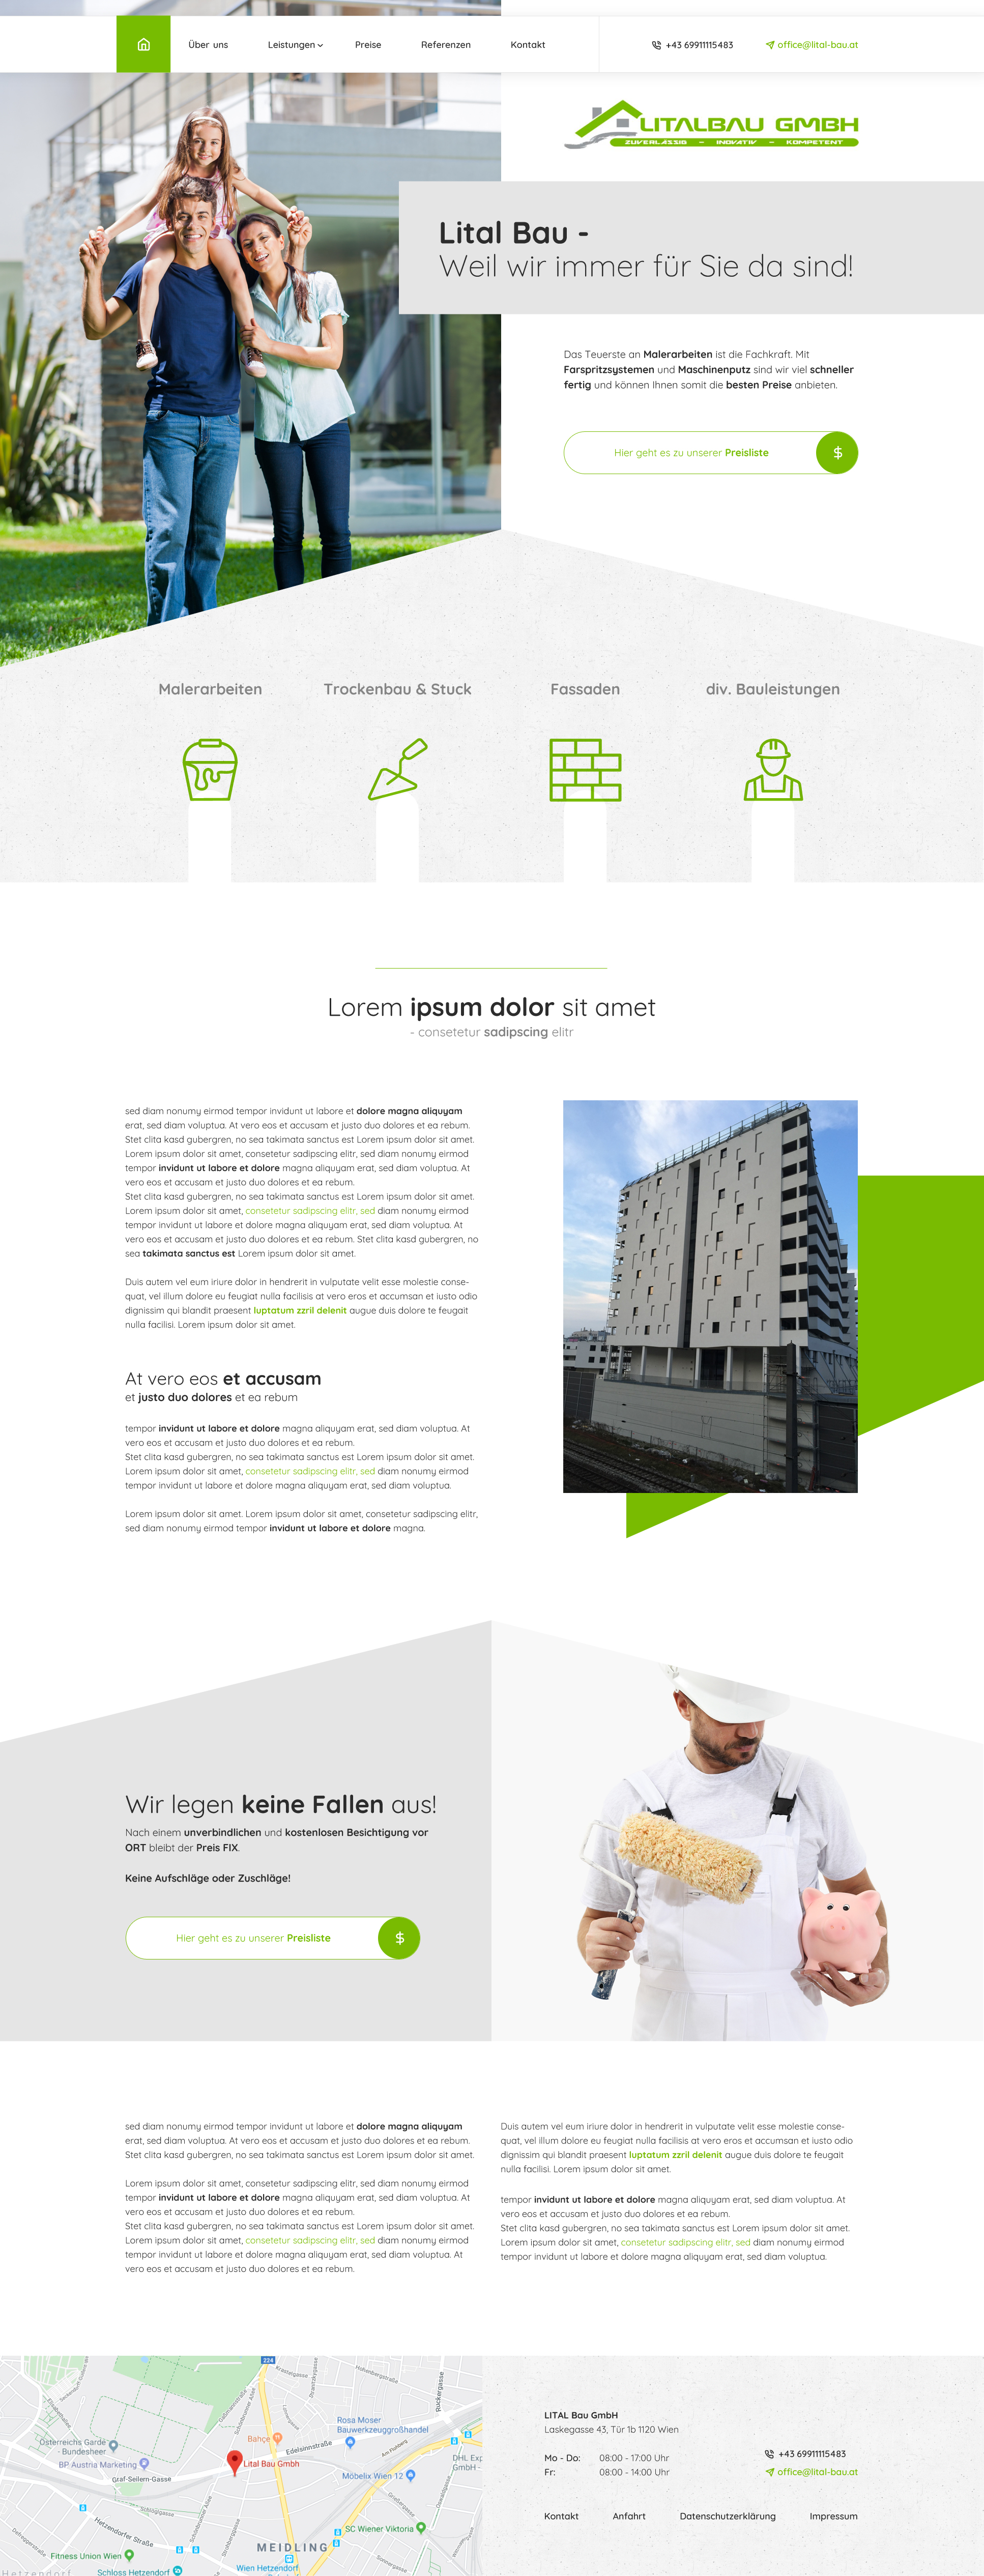 Über uns Leistungen Preise Referenzen Kontakt +43 69911115483 office@lital-bau.at
LITALBAU GMBH
ZUVERLÄSSIG – INOVATIV – KOMPETENT
Lital Bau -
Weil wir immer für Sie da sind!
Das Teuerste an Malerarbeiten ist die Fachkraft. Mit
Farspritzsystemen und Maschinenputz sind wir viel schneller
fertig und können Ihnen somit die besten Preise anbieten.
Hier geht es zu unserer Preisliste
Malerarbeiten Trockenbau & Stuck Fassaden div. Bauleistungen
Lorem ipsum dolor sit amet
- consetetur sadipscing elitr
sed diam nonumy eirmod tempor invidunt ut labore et dolore magna aliquyam
erat, sed diam voluptua. At vero eos et accusam et justo duo dolores et ea rebum.
Stet clita kasd gubergren, no sea takimata sanctus est Lorem ipsum dolor sit amet.
Lorem ipsum dolor sit amet, consetetur sadipscing elitr, sed diam nonumy eirmod
tempor invidunt ut labore et dolore magna aliquyam erat, sed diam voluptua. At
vero eos et accusam et justo duo dolores et ea rebum.
Stet clita kasd gubergren, no sea takimata sanctus est Lorem ipsum dolor sit amet.
Lorem ipsum dolor sit amet, consetetur sadipscing elitr, sed diam nonumy eirmod
tempor invidunt ut labore et dolore magna aliquyam erat, sed diam voluptua. At
vero eos et accusam et justo duo dolores et ea rebum. Stet clita kasd gubergren, no
sea takimata sanctus est Lorem ipsum dolor sit amet.
Duis autem vel eum iriure dolor in hendrerit in vulputate velit esse molestie conse-
quat, vel illum dolore eu feugiat nulla facilisis at vero eros et accumsan et iusto odio
dignissim qui blandit praesent luptatum zzril delenit augue duis dolore te feugait
nulla facilisi. Lorem ipsum dolor sit amet.
At vero eos et accusam
et justo duo dolores et ea rebum
tempor invidunt ut labore et dolore magna aliquyam erat, sed diam voluptua. At
vero eos et accusam et justo duo dolores et ea rebum.
Stet clita kasd gubergren, no sea takimata sanctus est Lorem ipsum dolor sit amet.
Lorem ipsum dolor sit amet, consetetur sadipscing elitr, sed diam nonumy eirmod
tempor invidunt ut labore et dolore magna aliquyam erat, sed diam voluptua.
Lorem ipsum dolor sit amet. Lorem ipsum dolor sit amet, consetetur sadipscing elitr,
sed diam nonumy eirmod tempor invidunt ut labore et dolore magna.
Wir legen keine Fallen aus!
Nach einem unverbindlichen und kostenlosen Besichtigung vor
ORT bleibt der Preis FIX.
Keine Aufschläge oder Zuschläge!
Hier geht es zu unserer Preisliste
sed diam nonumy eirmod tempor invidunt ut labore et dolore magna aliquyam
erat, sed diam voluptua. At vero eos et accusam et justo duo dolores et ea rebum.
Stet clita kasd gubergren, no sea takimata sanctus est Lorem ipsum dolor sit amet.
Lorem ipsum dolor sit amet, consetetur sadipscing elitr, sed diam nonumy eirmod
tempor invidunt ut labore et dolore magna aliquyam erat, sed diam voluptua. At
vero eos et accusam et justo duo dolores et ea rebum.
Stet clita kasd gubergren, no sea takimata sanctus est Lorem ipsum dolor sit amet.
Lorem ipsum dolor sit amet, consetetur sadipscing elitr, sed diam nonumy eirmod
tempor invidunt ut labore et dolore magna aliquyam erat, sed diam voluptua. At
vero eos et accusam et justo duo dolores et ea rebum.
Duis autem vel eum iriure dolor in hendrerit in vulputate velit esse molestie conse-
quat, vel illum dolore eu feugiat nulla facilisis at vero eros et accumsan et iusto odio
dignissim qui blandit praesent luptatum zzril delenit augue duis dolore te feugait
nulla facilisi. Lorem ipsum dolor sit amet.
tempor invidunt ut labore et dolore magna aliquyam erat, sed diam voluptua. At
vero eos et accusam et justo duo dolores et ea rebum.
Stet clita kasd gubergren, no sea takimata sanctus est Lorem ipsum dolor sit amet.
Lorem ipsum dolor sit amet, consetetur sadipscing elitr, sed diam nonumy eirmod
tempor invidunt ut labore et dolore magna aliquyam erat, sed diam voluptua.
224
Rosa Moser
Bauwerkzeuggroßhandel
Bahçe
Edelsinnstraße
Österreichs Garde
- Bundesheer
BP Austria Marketing
Lital Bau Gmbh
Graf-Seilern-Gasse
Möbelix Wien 12
DHL Exp
GmbH -
Hetzendorfer Straße
SC Wiener Viktoria
MEIDLING
Fitness Union Wien
Schloss Hetzendorf
Wien Hetzendorf
Hetzendorf
LITAL Bau GmbH
Laskegasse 43, Tür 1b 1120 Wien
Mo - Do: 08:00 - 17:00 Uhr
Fr: 08:00 - 14:00 Uhr
+43 69911115483
office@lital-bau.at
Kontakt Anfahrt Datenschutzerklärung Impressum